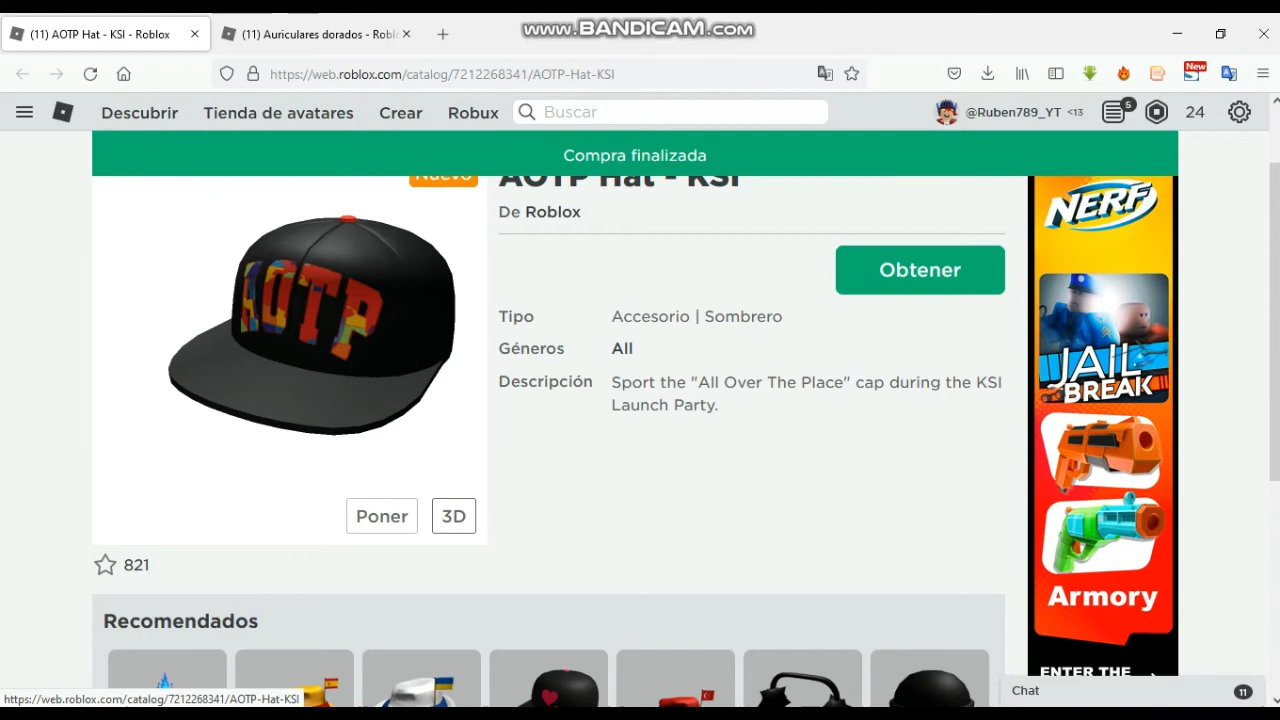 www.BANDICAM.com
(11) AOTP Hat - KSI - Roblox
(11) Auriculares dorados - Roblo
https://web.roblox.com/catalog/7212268341/AOTP-Hat-KSI
New
Descubrir
Tienda de avatares
Crear
Robux
Buscar
@Ruben789_YT <13
5
24
Compra finalizada
Nuevo
AOTP Hat - KSI
De Roblox
Obtener
AOTP
Tipo
Accesorio | Sombrero
Géneros
All
Descripción
Sport the "All Over The Place" cap during the KSI
Launch Party.
Poner
3D
821
Recomendados
NERF
JAIL
BREAK
Armory
ENTER THE
Chat
11
https://web.roblox.com/catalog/7212268341/AOTP-Hat-KSI